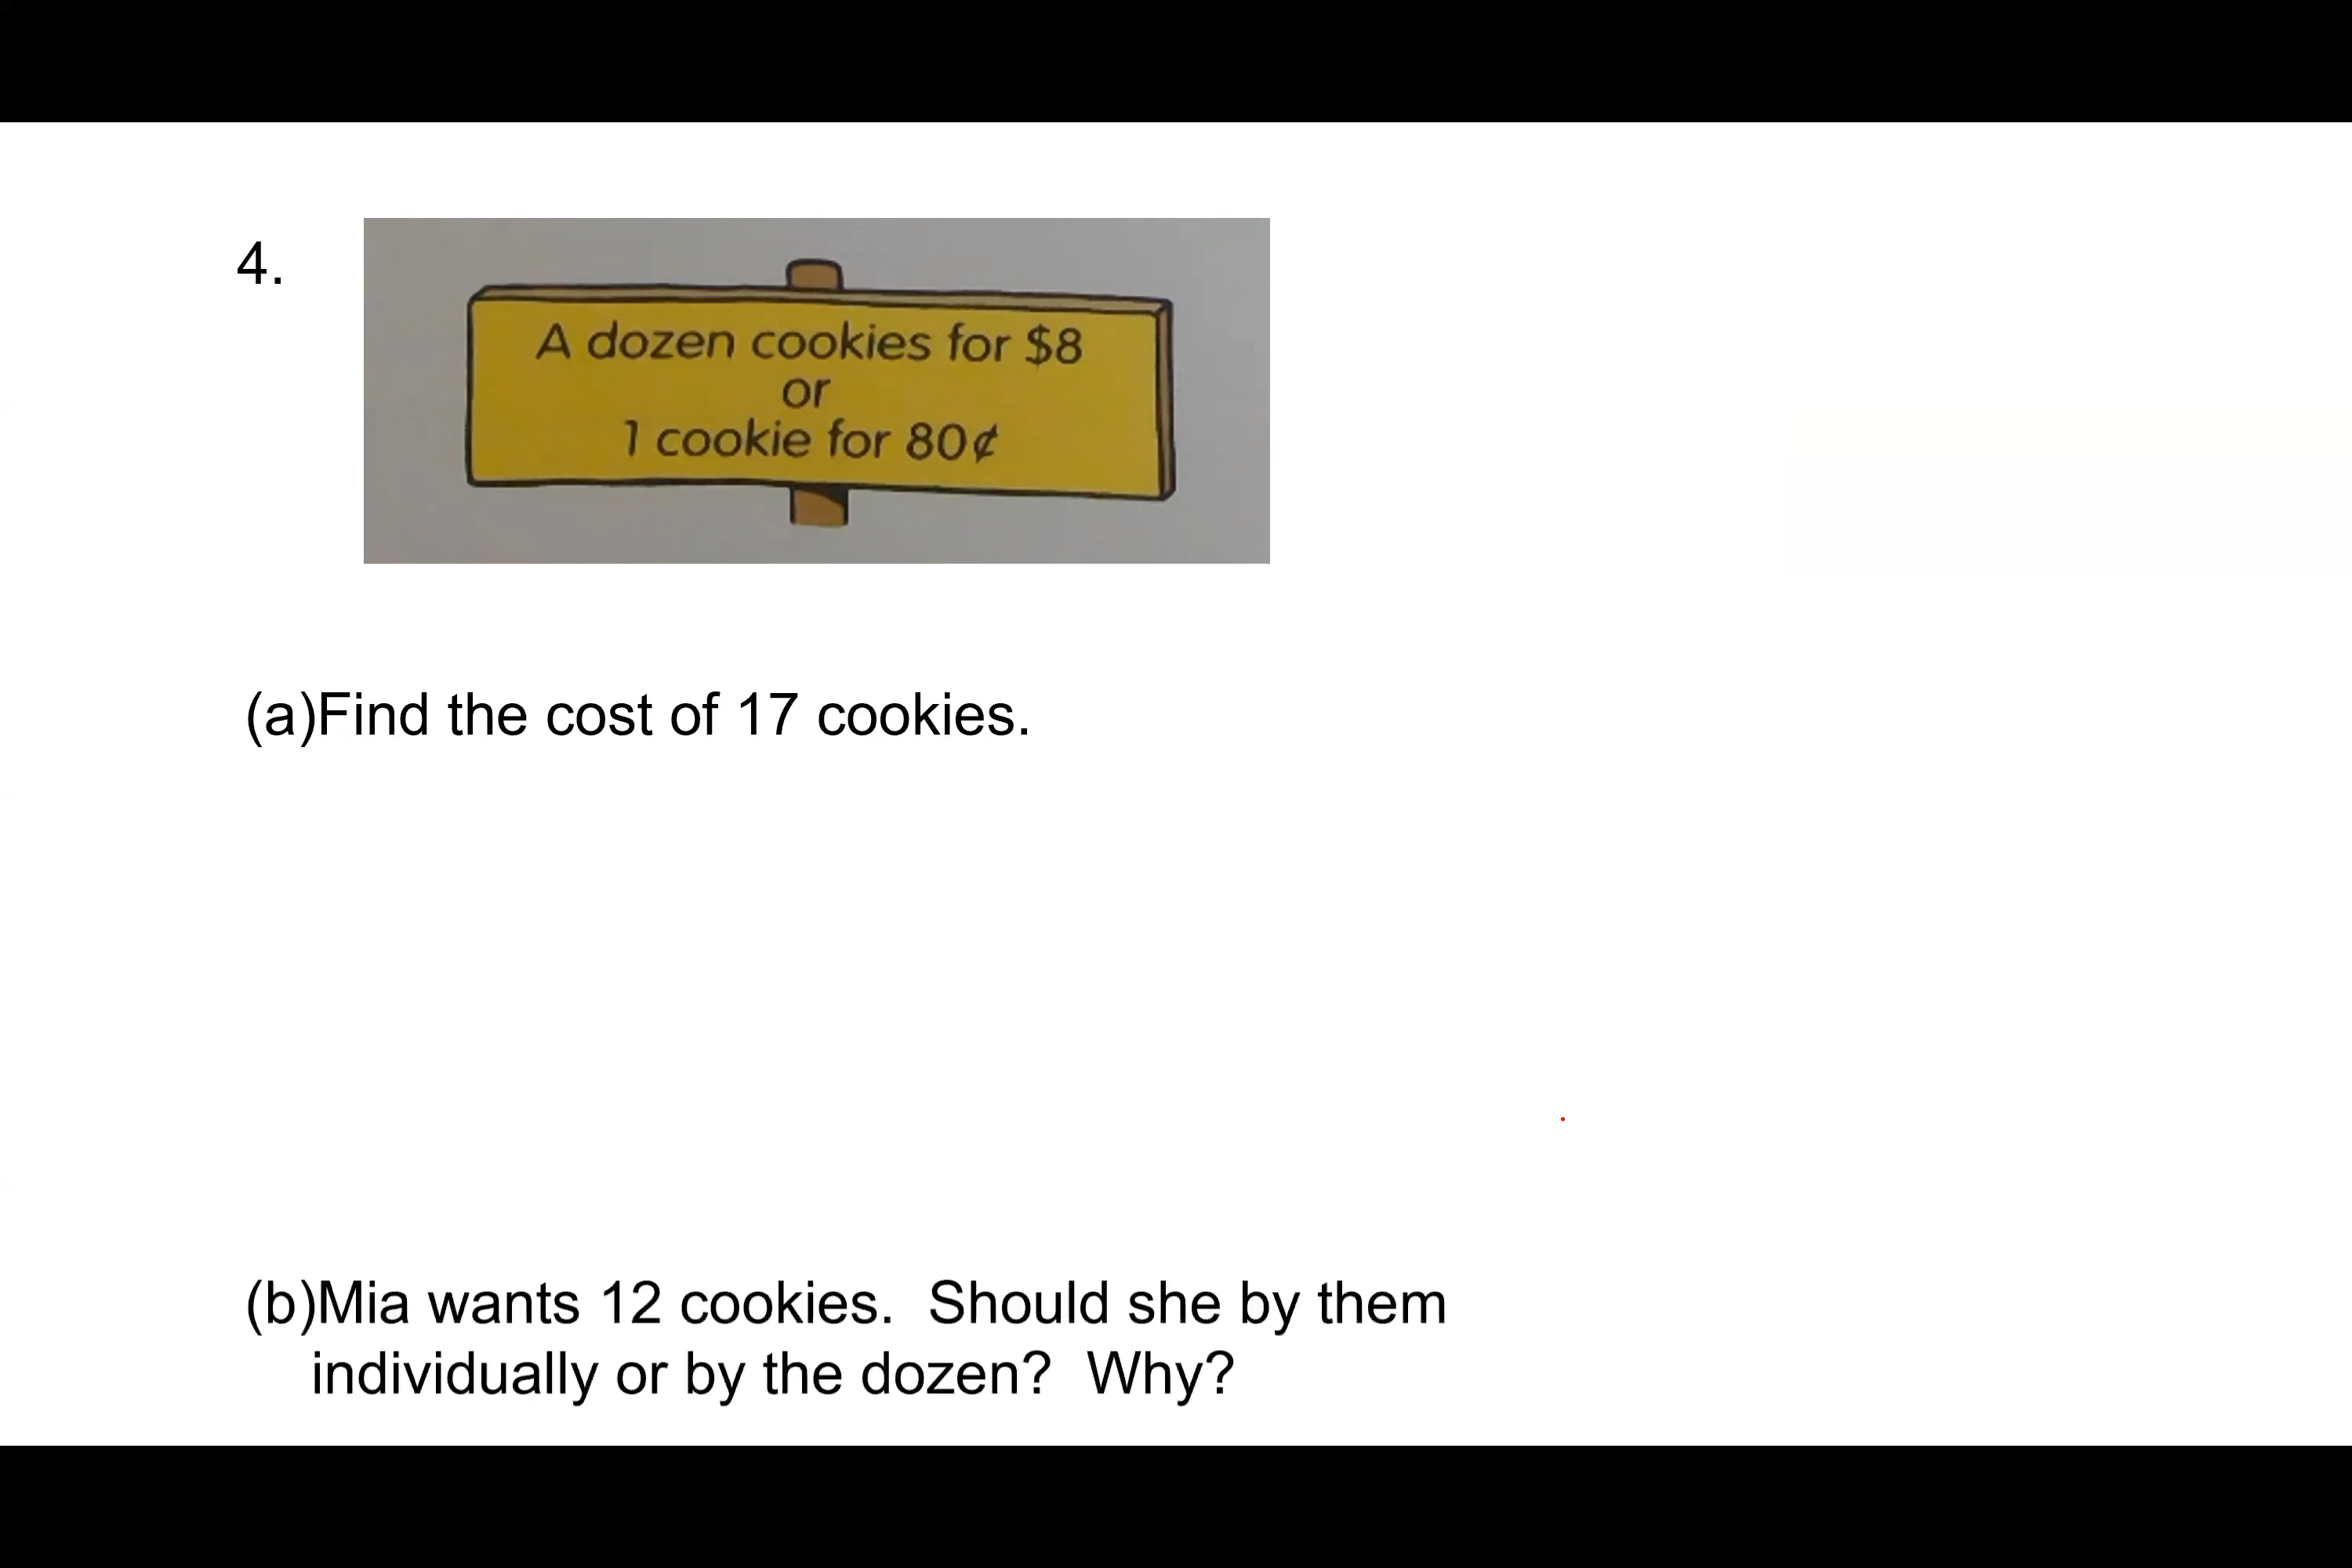 4.
A dozen cookies for $8
or
1 cookie for 80¢
(a)Find the cost of 17 cookies.
(b)Mia wants 12 cookies.  Should she by them
individually or by the dozen?  Why?